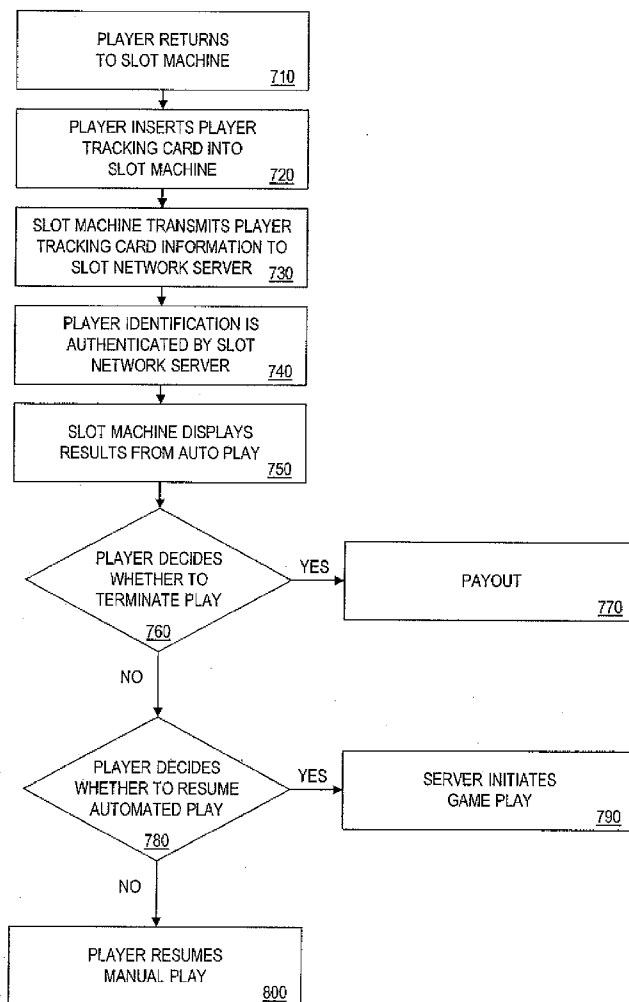 PLAYER RETURNS
TO SLOT MACHINE
710
PLAYER INSERTS PLAYER
TRACKING CARD INTO
SLOT MACHINE
720
SLOT MACHINE TRANSMITS PLAYER
TRACKING CARD INFORMATION TO
SLOT NETWORK SERVER
730
PLAYER IDENTIFICATION IS
AUTHENTICATED BY SLOT
NETWORK SERVER
740
SLOT MACHINE DISPLAYS
RESULTS FROM AUTO PLAY
750
PLAYER DECIDES
WHETHER TO
TERMINATE PLAY
760
YES
PAYOUT
770
NO
PLAYER DECIDES
WHETHER TO RESUME
AUTOMATED PLAY
780
YES
SERVER INITIATES
GAME PLAY
790
NO
PLAYER RESUMES
MANUAL PLAY
800